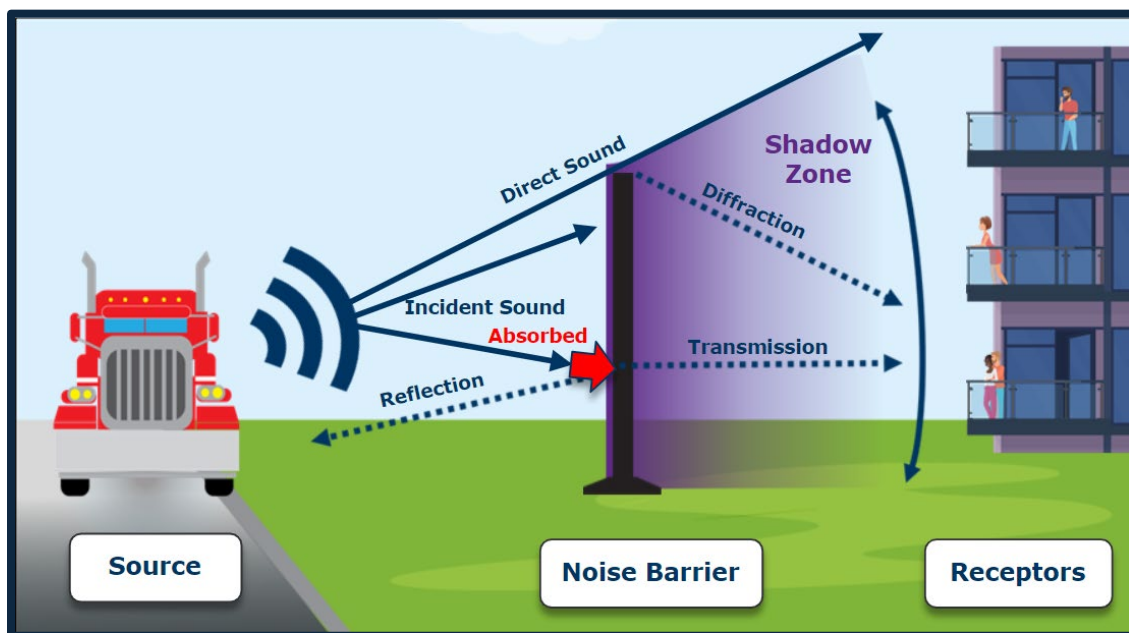 Direct Sound
Shadow
Zone
Diffraction
Incident Sound
Absorbed
Transmission
Reflection
Source
Noise Barrier
Receptors